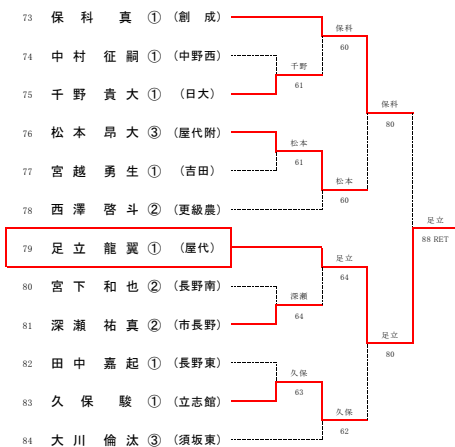 73 保 科 真 ① (創 成)
保科
60
74 中 村 征 嗣 ① (中野西)
千野
61
75 千 野 貴 大 ① (日大)
保科
80
76 松 本 昂 大 ③ (屋代附)
松本
61
77 宮 越 勇 生 ① (吉田)
松本
60
78 西 澤 啓 斗 ② (更級農)
足立
88 RET
79 足 立 龍 翼 ① (屋代)
足立
64
80 宮 下 和 也 ② (長野南)
深瀬
64
81 深 瀬 祐 真 ② (市長野)
足立
80
82 田 中 嘉 起 ① (長野東)
久保
63
83 久 保 駿 ① (立志館)
久保
62
84 大 川 倫 汰 ③ (須坂東)